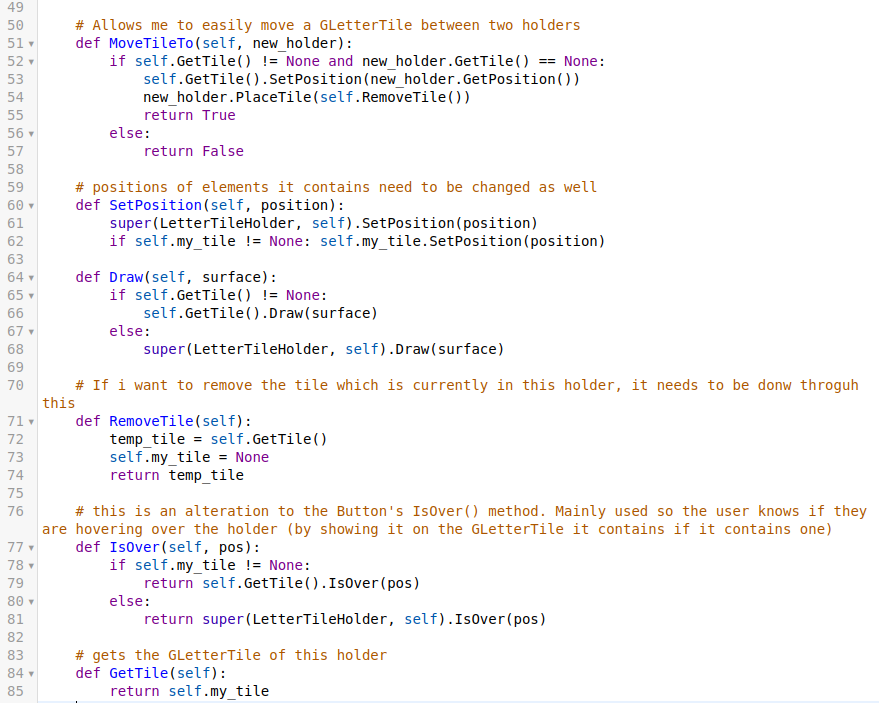 49
50     # Allows me to easily move a GLetterTile between two holders
51     def MoveTileTo(self, new_holder):
52         if self.GetTile() != None and new_holder.GetTile() == None:
53             self.GetTile().SetPosition(new_holder.GetPosition())
54             new_holder.PlaceTile(self.RemoveTile())
55             return True
56         else:
57             return False
58
59     # positions of elements it contains need to be changed as well
60     def SetPosition(self, position):
61         super(LetterTileHolder, self).SetPosition(position)
62         if self.my_tile != None: self.my_tile.SetPosition(position)
63
64     def Draw(self, surface):
65         if self.GetTile() != None:
66             self.GetTile().Draw(surface)
67         else:
68             super(LetterTileHolder, self).Draw(surface)
69
70     # If i want to remove the tile which is currently in this holder, it needs to be donw throguh
this
71     def RemoveTile(self):
72         temp_tile = self.GetTile()
73         self.my_tile = None
74         return temp_tile
75
76     # this is an alteration to the Button's IsOver() method. Mainly used so the user knows if they
are hovering over the holder (by showing it on the GLetterTile it contains if it contains one)
77     def IsOver(self, pos):
78         if self.my_tile != None:
79             return self.GetTile().IsOver(pos)
80         else:
81             return super(LetterTileHolder, self).IsOver(pos)
82
83     # gets the GLetterTile of this holder
84     def GetTile(self):
85         return self.my_tile